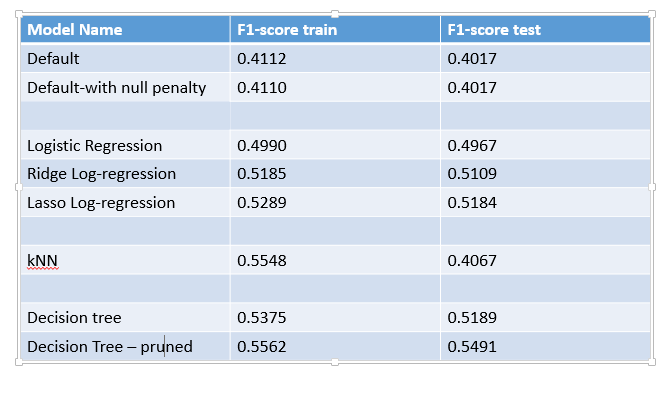 Model Name F1-score train F1-score test
Default 0.4112 0.4017
Default-with null penalty 0.4110 0.4017
Logistic Regression 0.4990 0.4967
Ridge Log-regression 0.5185 0.5109
Lasso Log-regression 0.5289 0.5184
kNN 0.5548 0.4067
Decision tree 0.5375 0.5189
Decision Tree – pruned 0.5562 0.5491